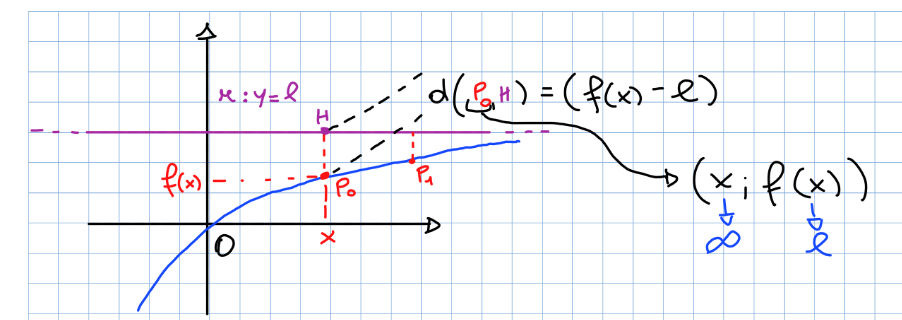 r : y = l
H
d(P₀, H) = (f(x) - l)
f(x)
P₀
P₁
(x ; f(x))
O
x
∞
l